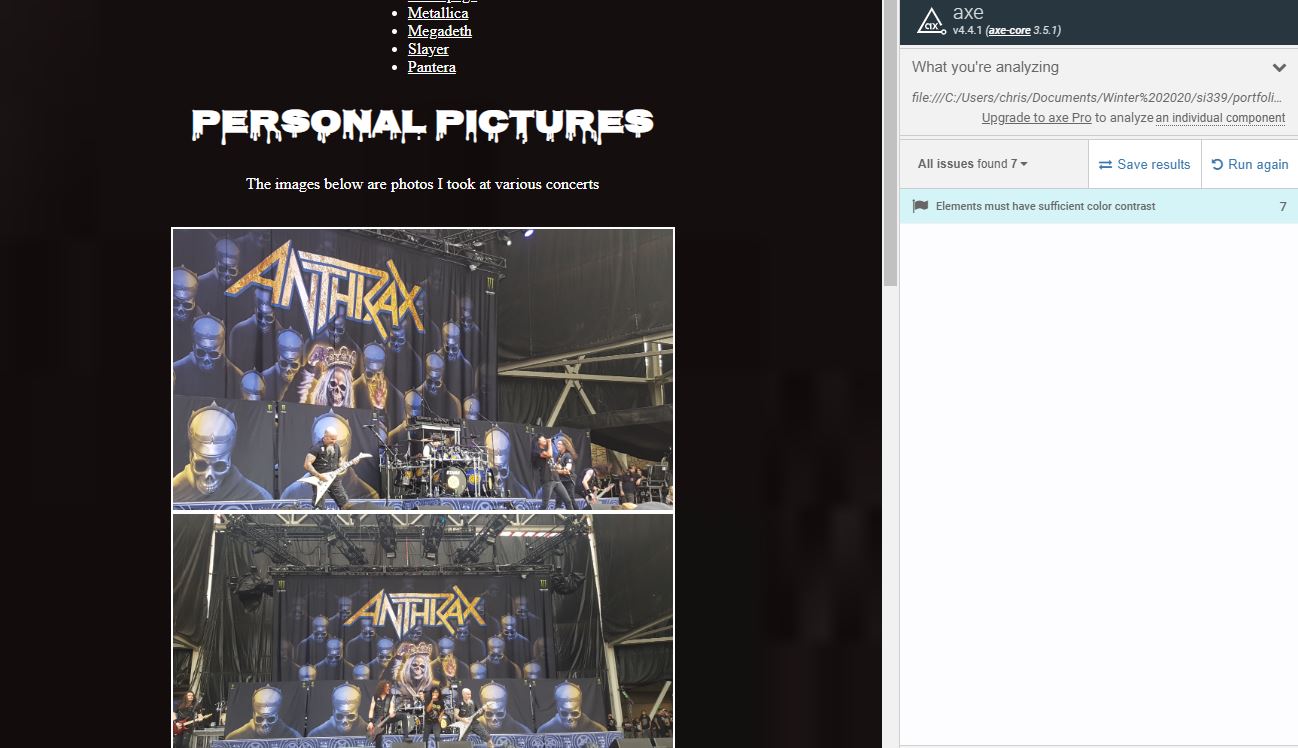 Metallica
Megadeth
Slayer
Pantera
PERSONAL PICTURES
The images below are photos I took at various concerts
ANTHRAX
ANTHRAX
axe
v4.4.1 (axe-core 3.5.1)
What you're analyzing
file:///C:/Users/chris/Documents/Winter%202020/si339/portfoli...
Upgrade to axe Pro to analyze an individual component
All issues found 7
Save results
Run again
Elements must have sufficient color contrast 7